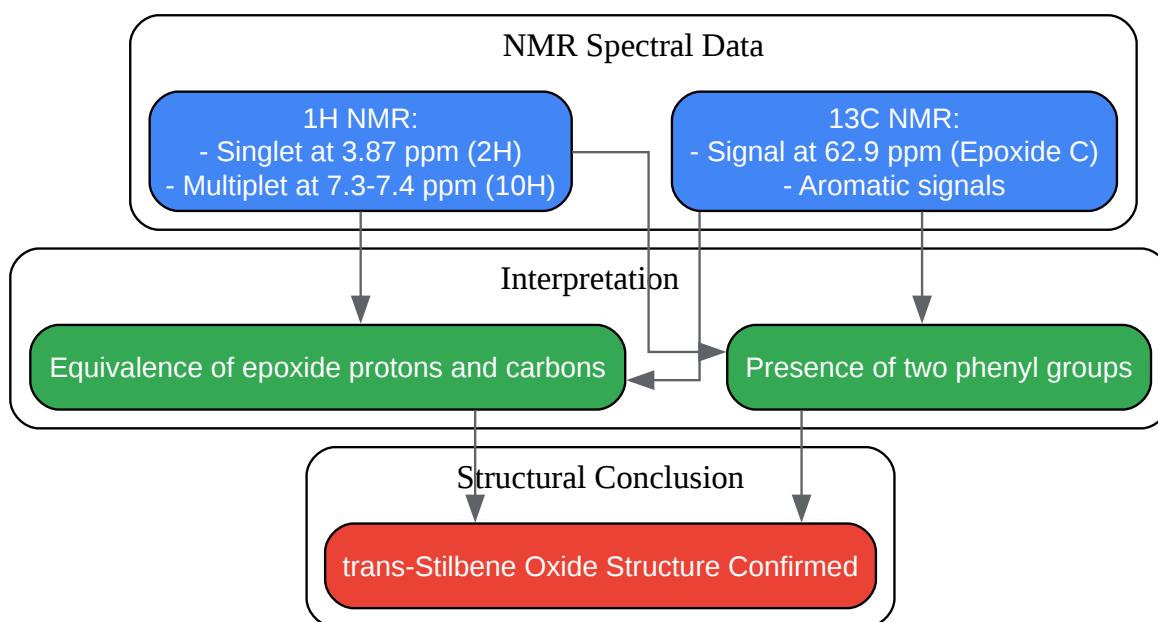 NMR Spectral Data
1H NMR:
- Singlet at 3.87 ppm (2H)
- Multiplet at 7.3-7.4 ppm (10H)
13C NMR:
- Signal at 62.9 ppm (Epoxide C)
- Aromatic signals
Interpretation
Equivalence of epoxide protons and carbons
Presence of two phenyl groups
Structural Conclusion
trans-Stilbene Oxide Structure Confirmed